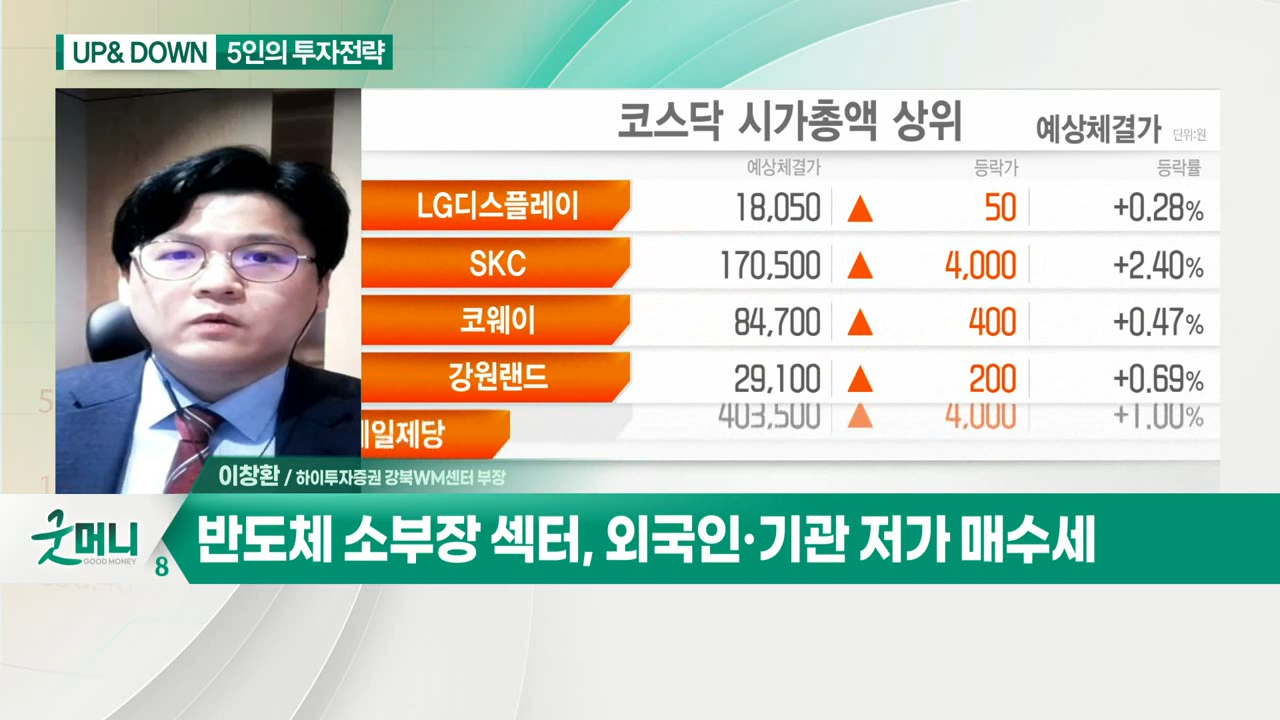 UP& DOWN 5인의 투자전략
코스닥 시가총액 상위 예상체결가 단위:원
예상체결가 등락가 등락률
LG디스플레이 18,050 ▲ 50 +0.28%
SKC 170,500 ▲ 4,000 +2.40%
코웨이 84,700 ▲ 400 +0.47%
강원랜드 29,100 ▲ 200 +0.69%
제일제당 403,500 ▲ 4,000 +1.00%
이창환 / 하이투자증권 강북WM센터 부장
굿머니 GOOD MONEY 8
반도체 소부장 섹터, 외국인·기관 저가 매수세
5
1